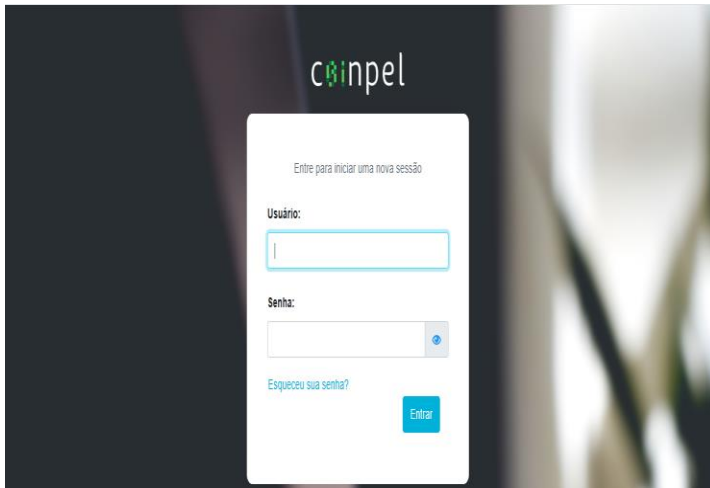 coinpel
Entre para iniciar uma nova sessão
Usuário:
Senha:
Esqueceu sua senha?
Entrar